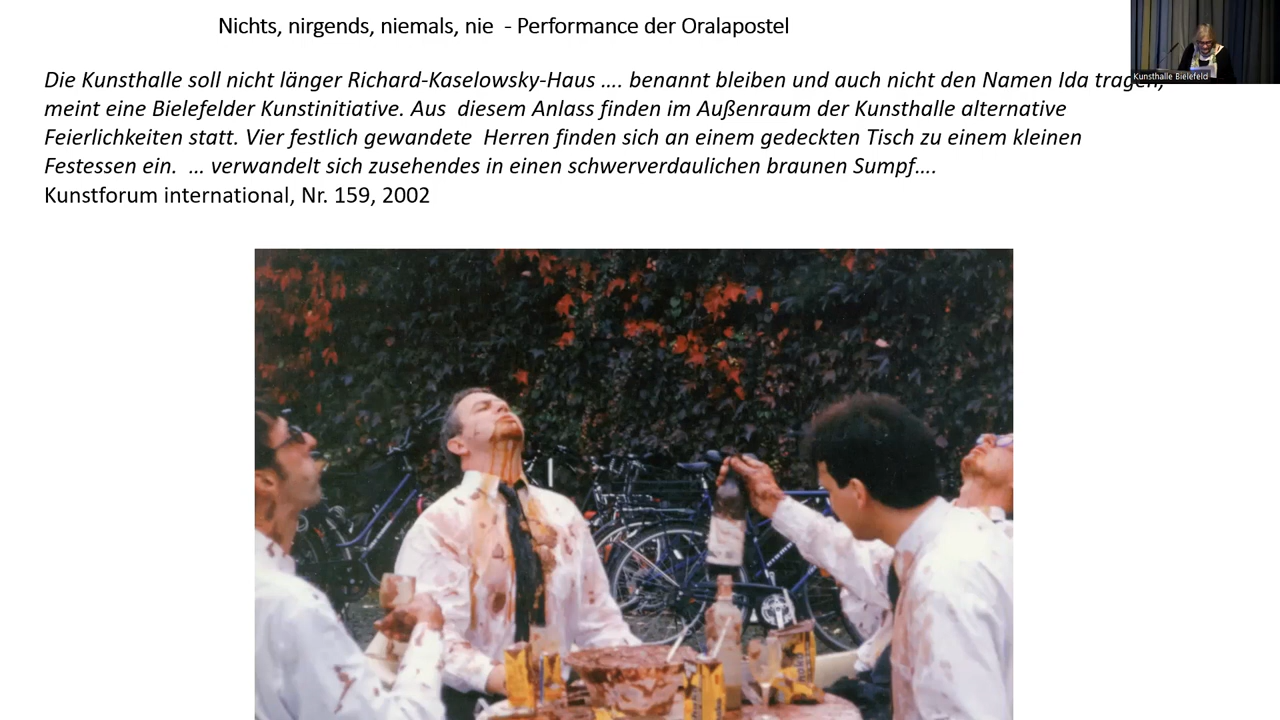 Nichts, nirgends, niemals, nie - Performance der Oralapostel
Kunsthalle Bielefeld
Die Kunsthalle soll nicht länger Richard-Kaselowsky-Haus …. benannt bleiben und auch nicht den Namen Ida tragen,
meint eine Bielefelder Kunstinitiative. Aus diesem Anlass finden im Außenraum der Kunsthalle alternative
Feierlichkeiten statt. Vier festlich gewandete Herren finden sich an einem gedeckten Tisch zu einem kleinen
Festessen ein. … verwandelt sich zusehendes in einen schwerverdaulichen braunen Sumpf….
Kunstforum international, Nr. 159, 2002